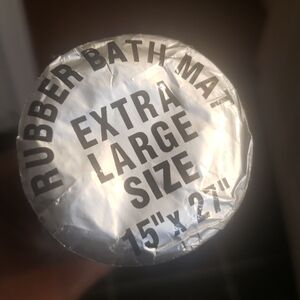 RUBBER BATH MAT
EXTRA
LARGE
SIZE
15" x 27"